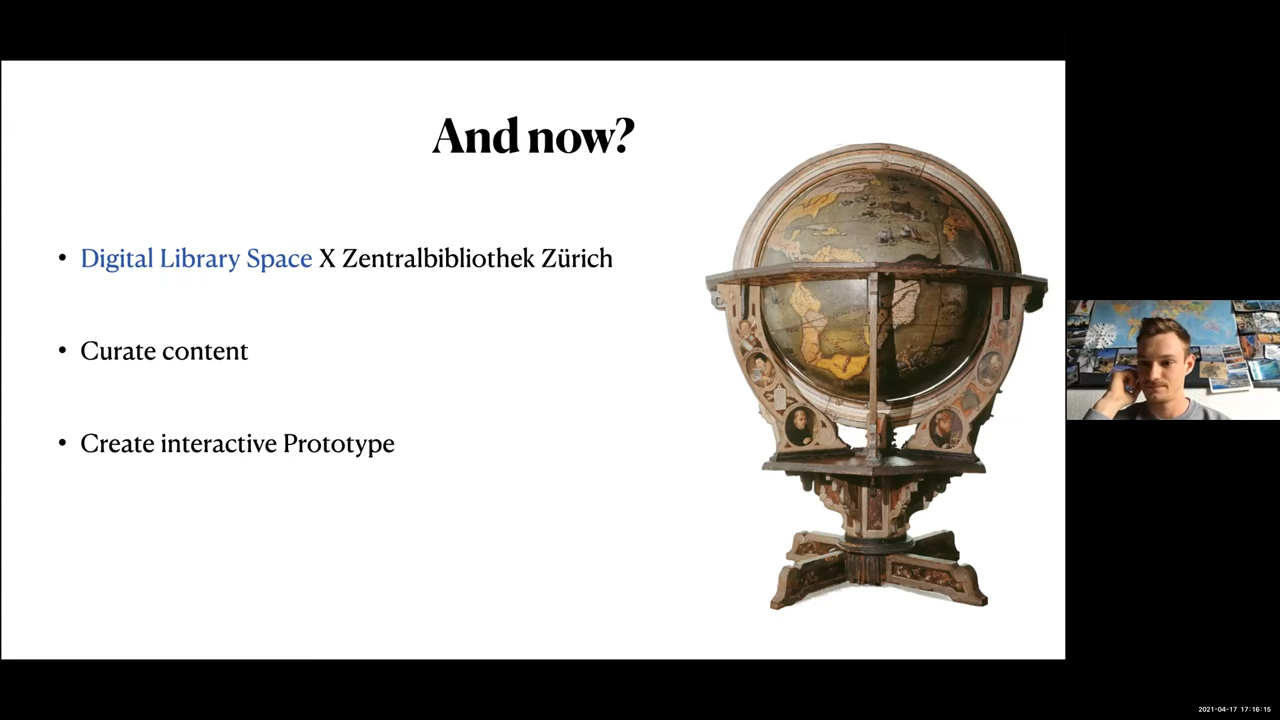 And now?
• Digital Library Space X Zentralbibliothek Zürich
• Curate content
• Create interactive Prototype
2021-04-17 17:16:15